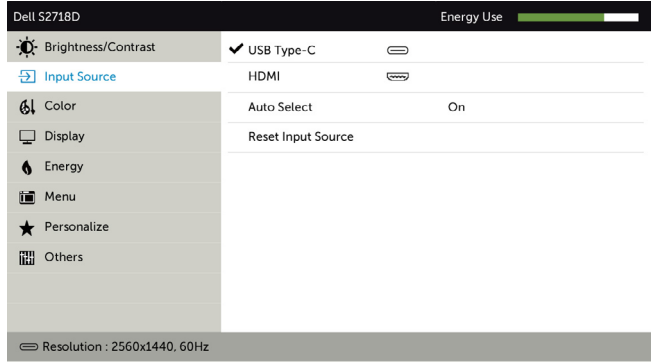 Dell S2718D Energy Use
Brightness/Contrast USB Type-C
Input Source HDMI
Color Auto Select On
Display Reset Input Source
Energy
Menu
Personalize
Others
Resolution : 2560x1440, 60Hz